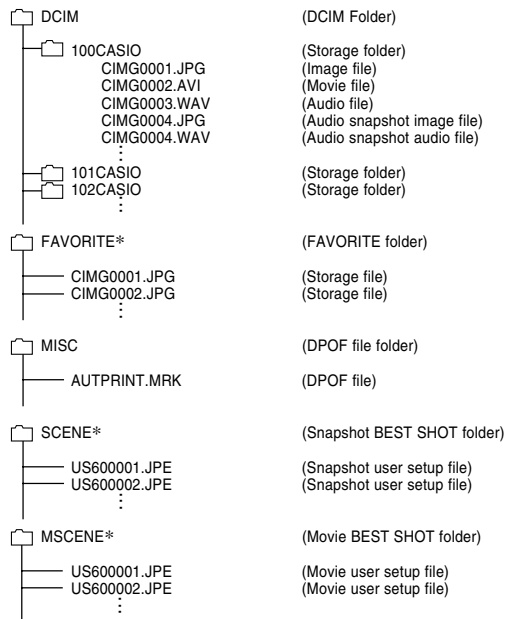 DCIM (DCIM Folder)
100CASIO (Storage folder)
CIMG0001.JPG (Image file)
CIMG0002.AVI (Movie file)
CIMG0003.WAV (Audio file)
CIMG0004.JPG (Audio snapshot image file)
CIMG0004.WAV (Audio snapshot audio file)
101CASIO (Storage folder)
102CASIO (Storage folder)
FAVORITE* (FAVORITE folder)
CIMG0001.JPG (Storage file)
CIMG0002.JPG (Storage file)
MISC (DPOF file folder)
AUTPRINT.MRK (DPOF file)
SCENE* (Snapshot BEST SHOT folder)
US600001.JPE (Snapshot user setup file)
US600002.JPE (Snapshot user setup file)
MSCENE* (Movie BEST SHOT folder)
US600001.JPE (Movie user setup file)
US600002.JPE (Movie user setup file)